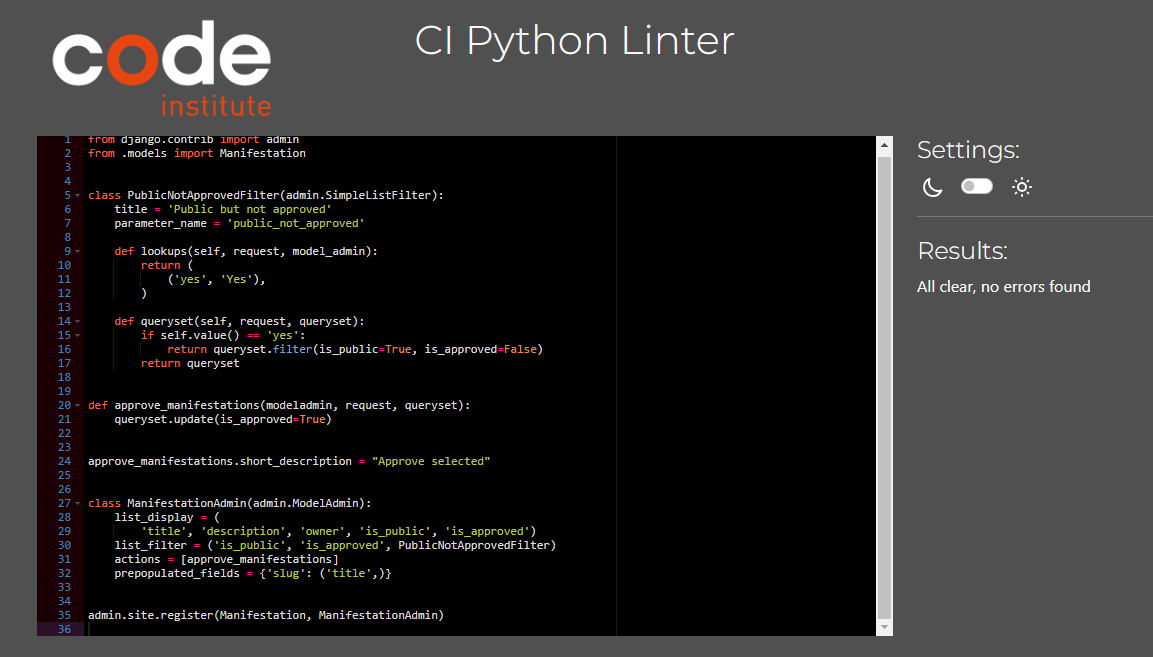 code
institute
CI Python Linter
1 from django.contrib import admin
2 from .models import Manifestation
3
4
5 class PublicNotApprovedFilter(admin.SimpleListFilter):
6     title = 'Public but not approved'
7     parameter_name = 'public_not_approved'
8
9     def lookups(self, request, model_admin):
10         return (
11             ('yes', 'Yes'),
12         )
13
14     def queryset(self, request, queryset):
15         if self.value() == 'yes':
16             return queryset.filter(is_public=True, is_approved=False)
17         return queryset
18
19
20 def approve_manifestations(modeladmin, request, queryset):
21     queryset.update(is_approved=True)
22
23
24 approve_manifestations.short_description = "Approve selected"
25
26
27 class ManifestationAdmin(admin.ModelAdmin):
28     list_display = (
29         'title', 'description', 'owner', 'is_public', 'is_approved')
30     list_filter = ('is_public', 'is_approved', PublicNotApprovedFilter)
31     actions = [approve_manifestations]
32     prepopulated_fields = {'slug': ('title',)}
33
34
35 admin.site.register(Manifestation, ManifestationAdmin)
36
Settings:
Results:
All clear, no errors found